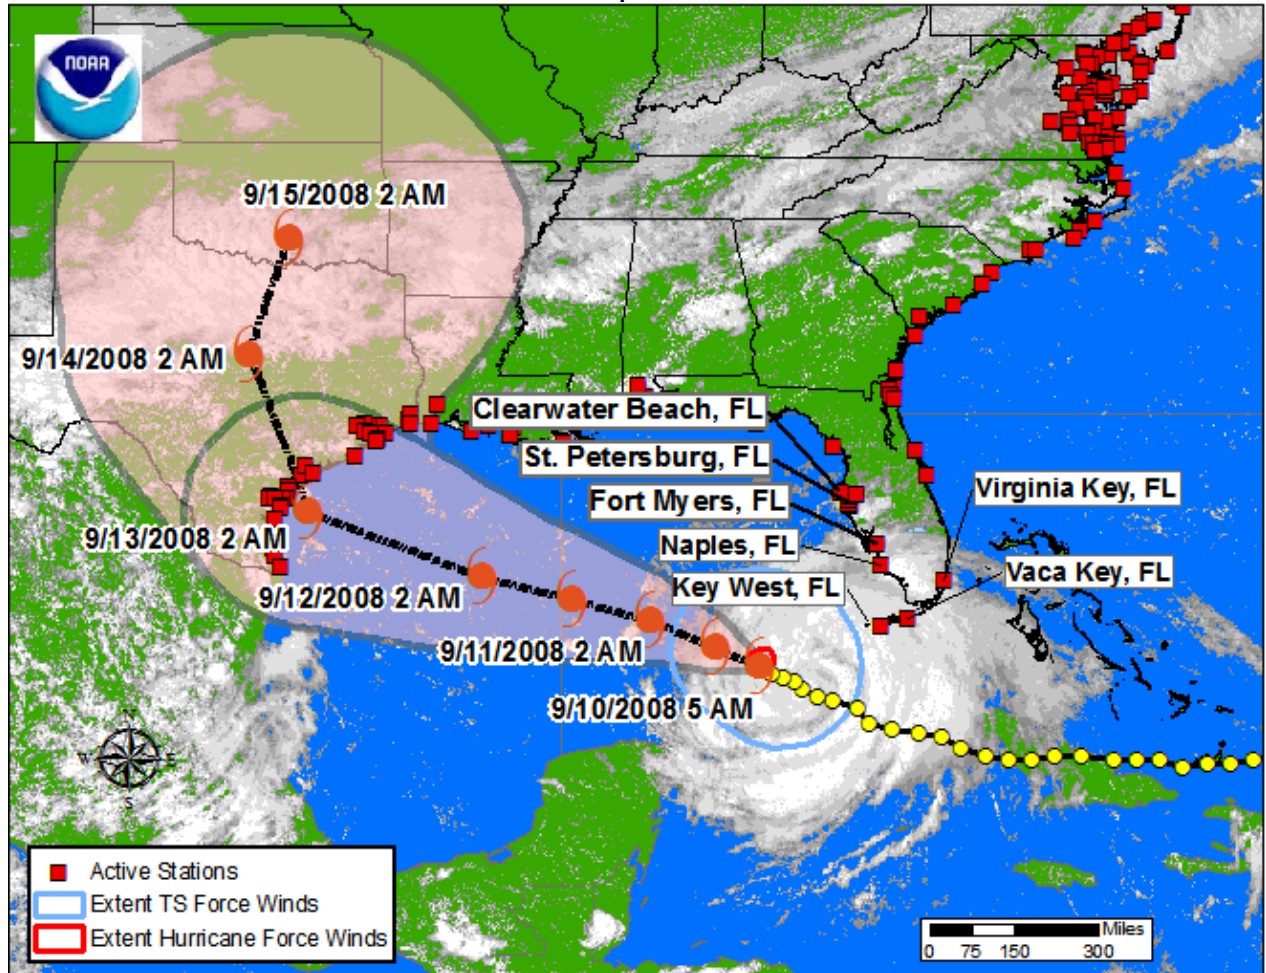 NOAA
9/15/2008 2 AM
9/14/2008 2 AM
Clearwater Beach, FL
St. Petersburg, FL
Fort Myers, FL
Virginia Key, FL
9/13/2008 2 AM
Naples, FL
Vaca Key, FL
Key West, FL
9/12/2008 2 AM
9/11/2008 2 AM
9/10/2008 5 AM
N
W E
S
Active Stations
Extent TS Force Winds
Extent Hurricane Force Winds
Miles
0 75 150 300